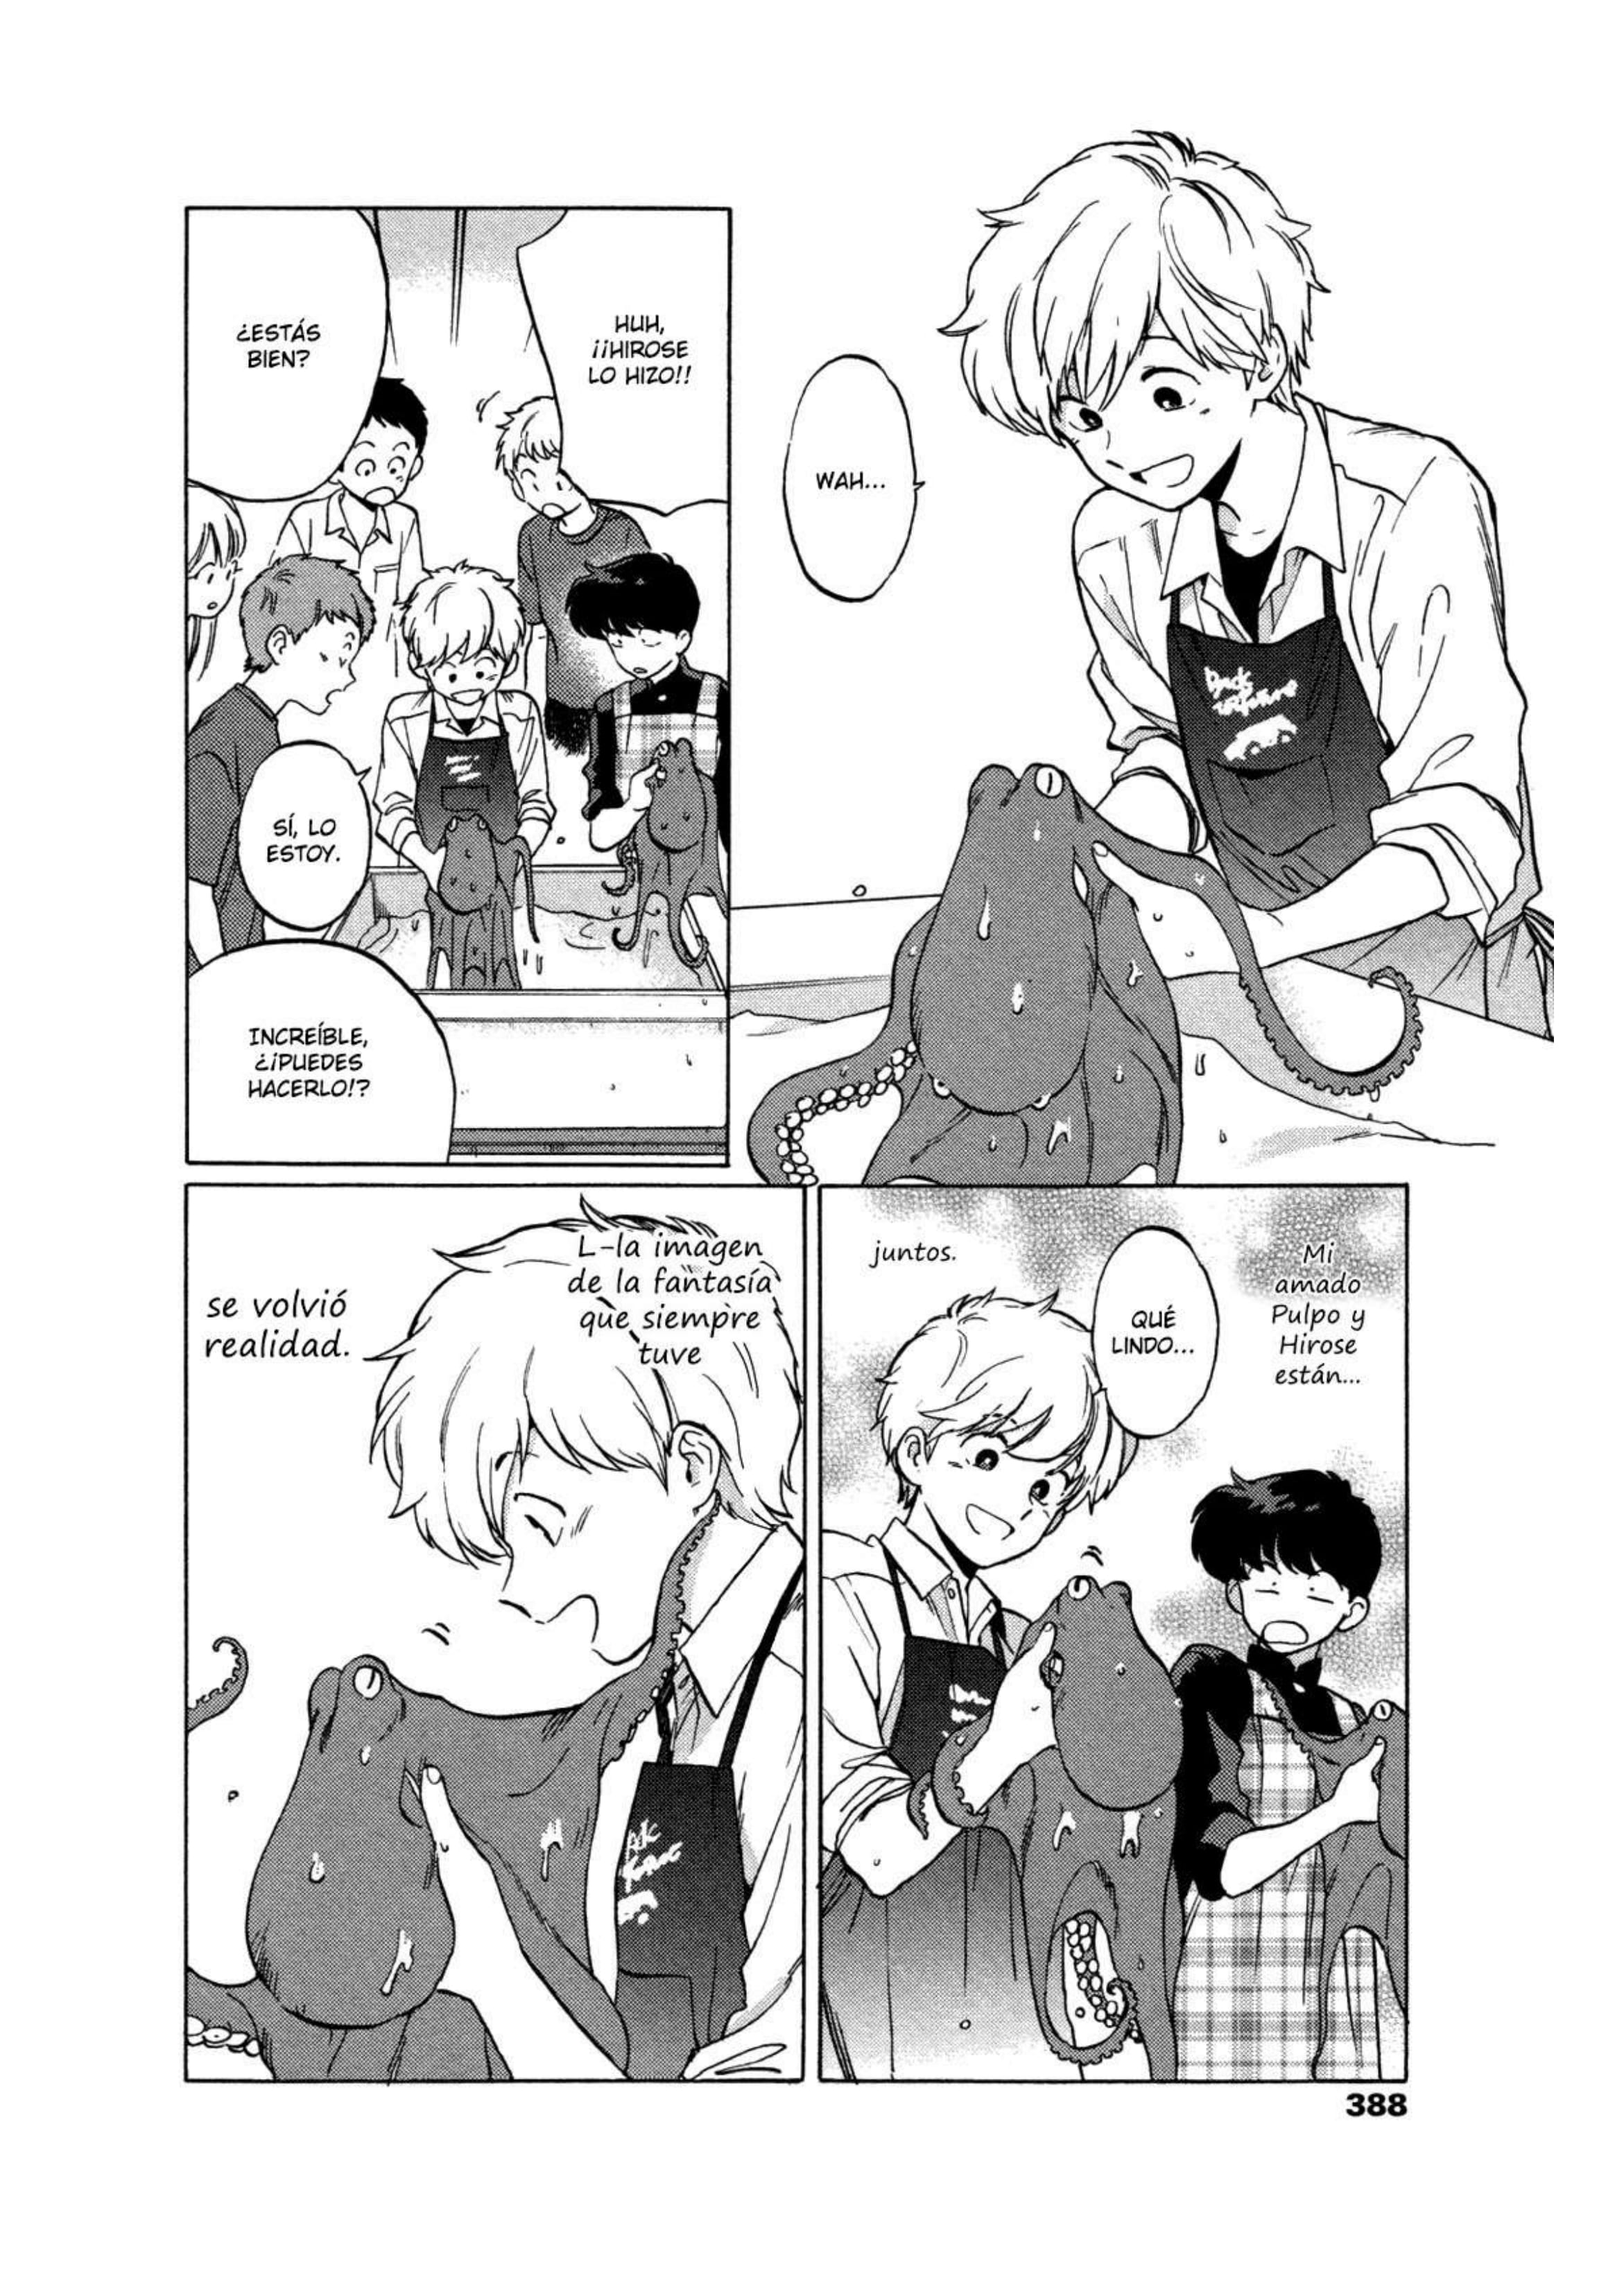 WAH...
HUH,
¡¡HIROSE
LO HIZO!!
¿ESTÁS
BIEN?
SÍ, LO
ESTOY.
INCREÍBLE,
¿¡PUEDES
HACERLO!?
Mi
amado
Pulpo y
Hirose
están...
QUÉ
LINDO...
juntos.
L-la imagen
de la fantasía
que siempre
tuve
se volvió
realidad.
388